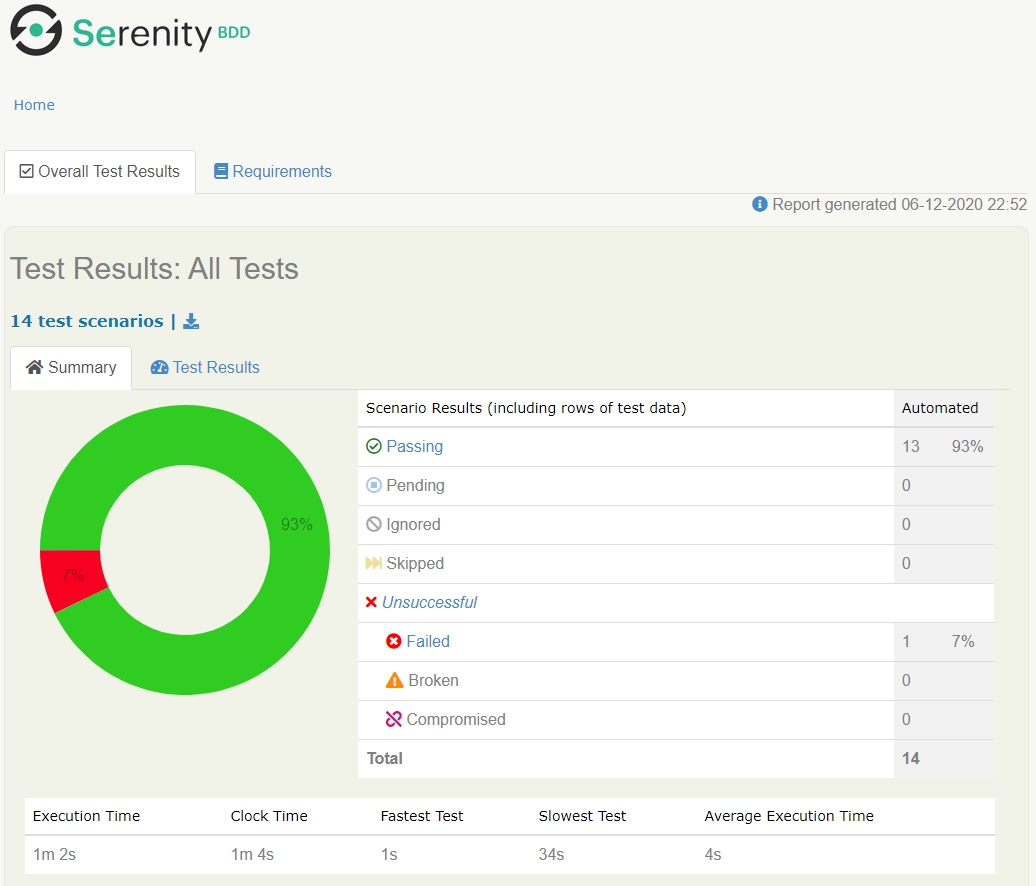 Serenity BDD
Home
Overall Test Results Requirements
Report generated 06-12-2020 22:52
Test Results: All Tests
14 test scenarios |
Summary Test Results
93%
7%
Scenario Results (including rows of test data) Automated
Passing 13 93%
Pending 0
Ignored 0
Skipped 0
Unsuccessful
Failed 1 7%
Broken 0
Compromised 0
Total 14
Execution Time Clock Time Fastest Test Slowest Test Average Execution Time
1m 2s 1m 4s 1s 34s 4s